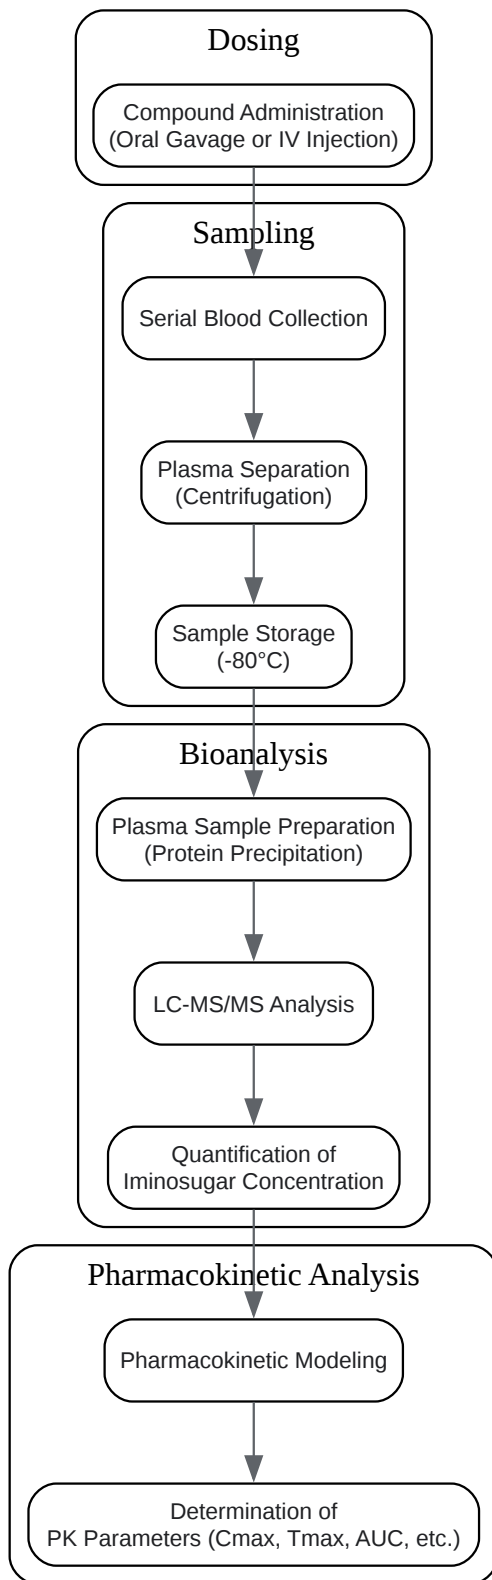 Dosing
Compound Administration
(Oral Gavage or IV Injection)
Sampling
Serial Blood Collection
Plasma Separation
(Centrifugation)
Sample Storage
(-80°C)
Bioanalysis
Plasma Sample Preparation
(Protein Precipitation)
LC-MS/MS Analysis
Quantification of
Iminosugar Concentration
Pharmacokinetic Analysis
Pharmacokinetic Modeling
Determination of
PK Parameters (Cmax, Tmax, AUC, etc.)